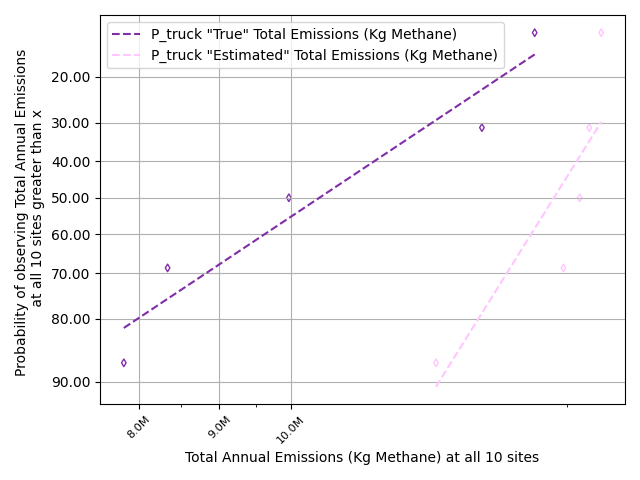 P_truck "True" Total Emissions (Kg Methane)
P_truck "Estimated" Total Emissions (Kg Methane)
Probability of observing Total Annual Emissions
at all 10 sites greater than x
20.00
30.00
40.00
50.00
60.00
70.00
80.00
90.00
8.0M
9.0M
10.0M
Total Annual Emissions (Kg Methane) at all 10 sites